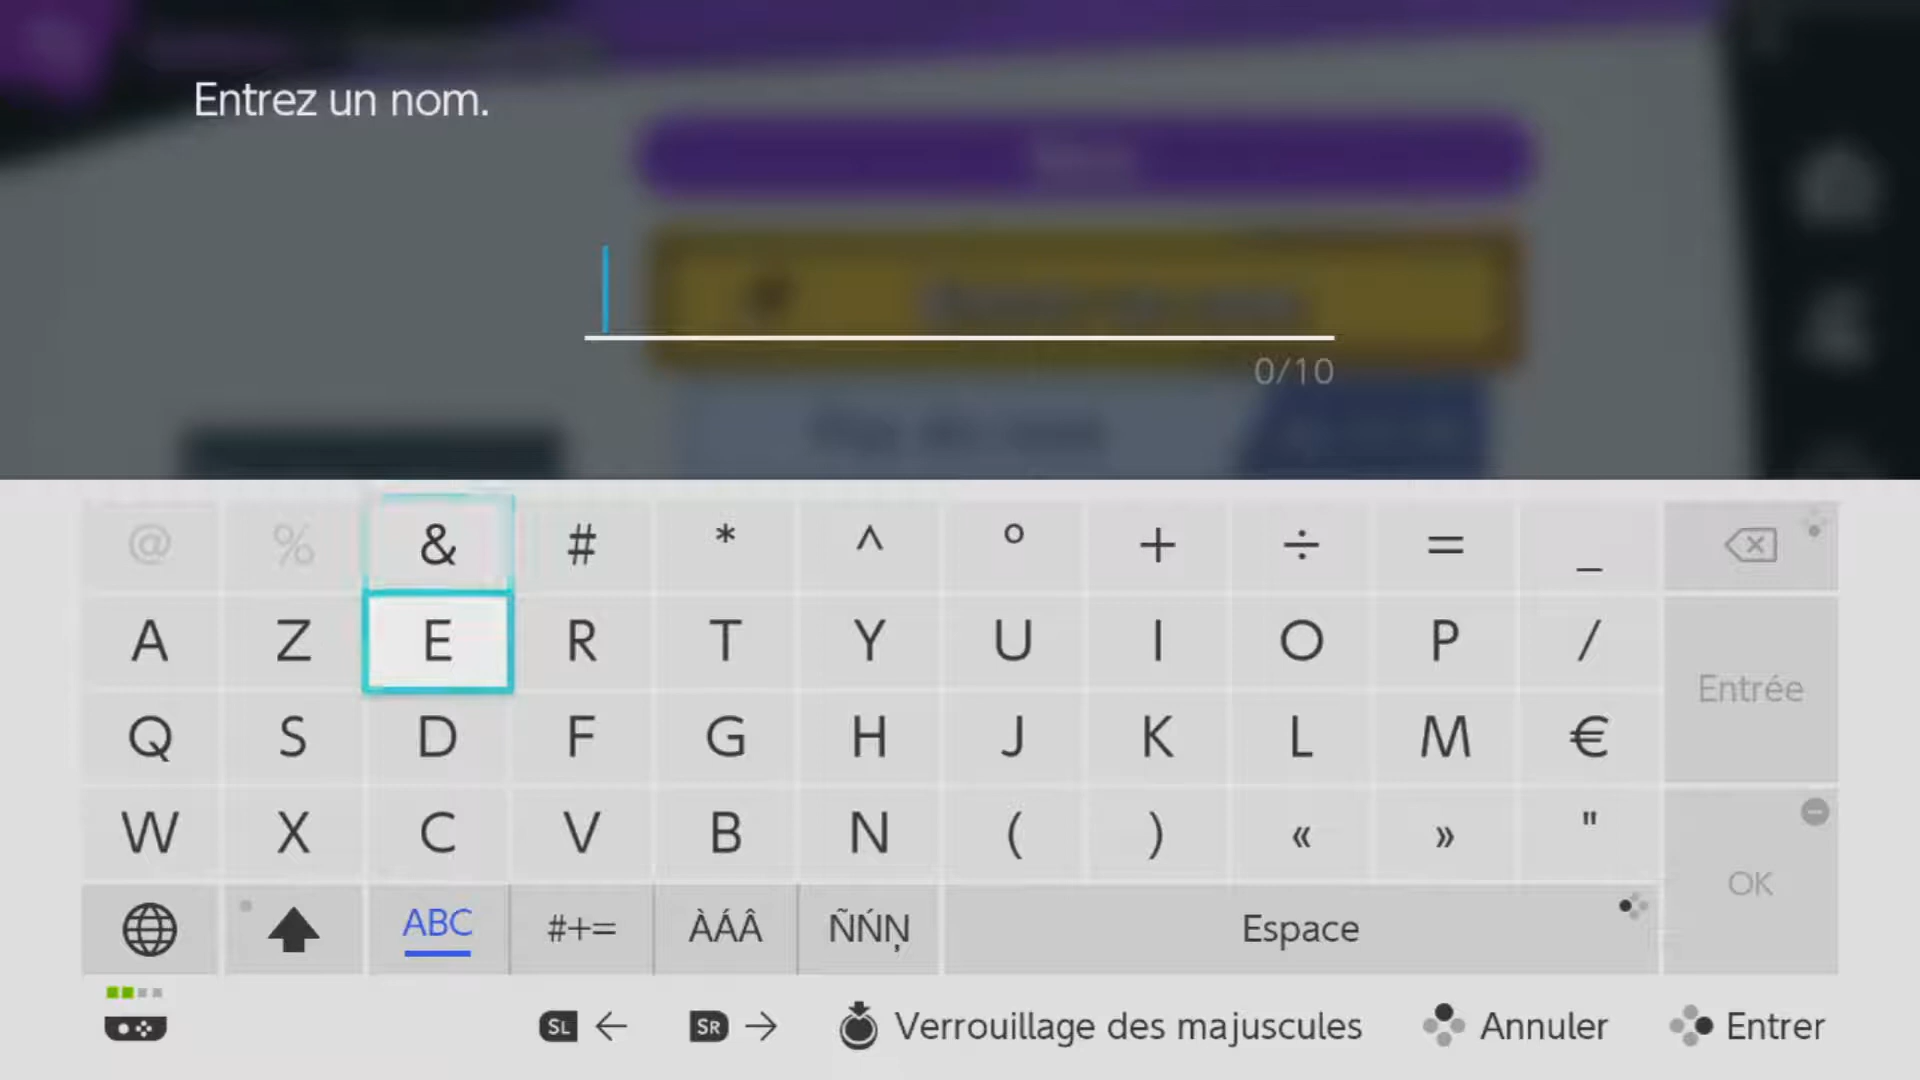 Entrez un nom.
0/10
@ % & # * ^ ° + ÷ = _
A Z E R T Y U I O P /
Entrée
Q S D F G H J K L M €
W X C V B N ( ) « » "
OK
ABC #+= ÀÁÂ ÑŃŅ Espace
SL ← SR → Verrouillage des majuscules Annuler Entrer